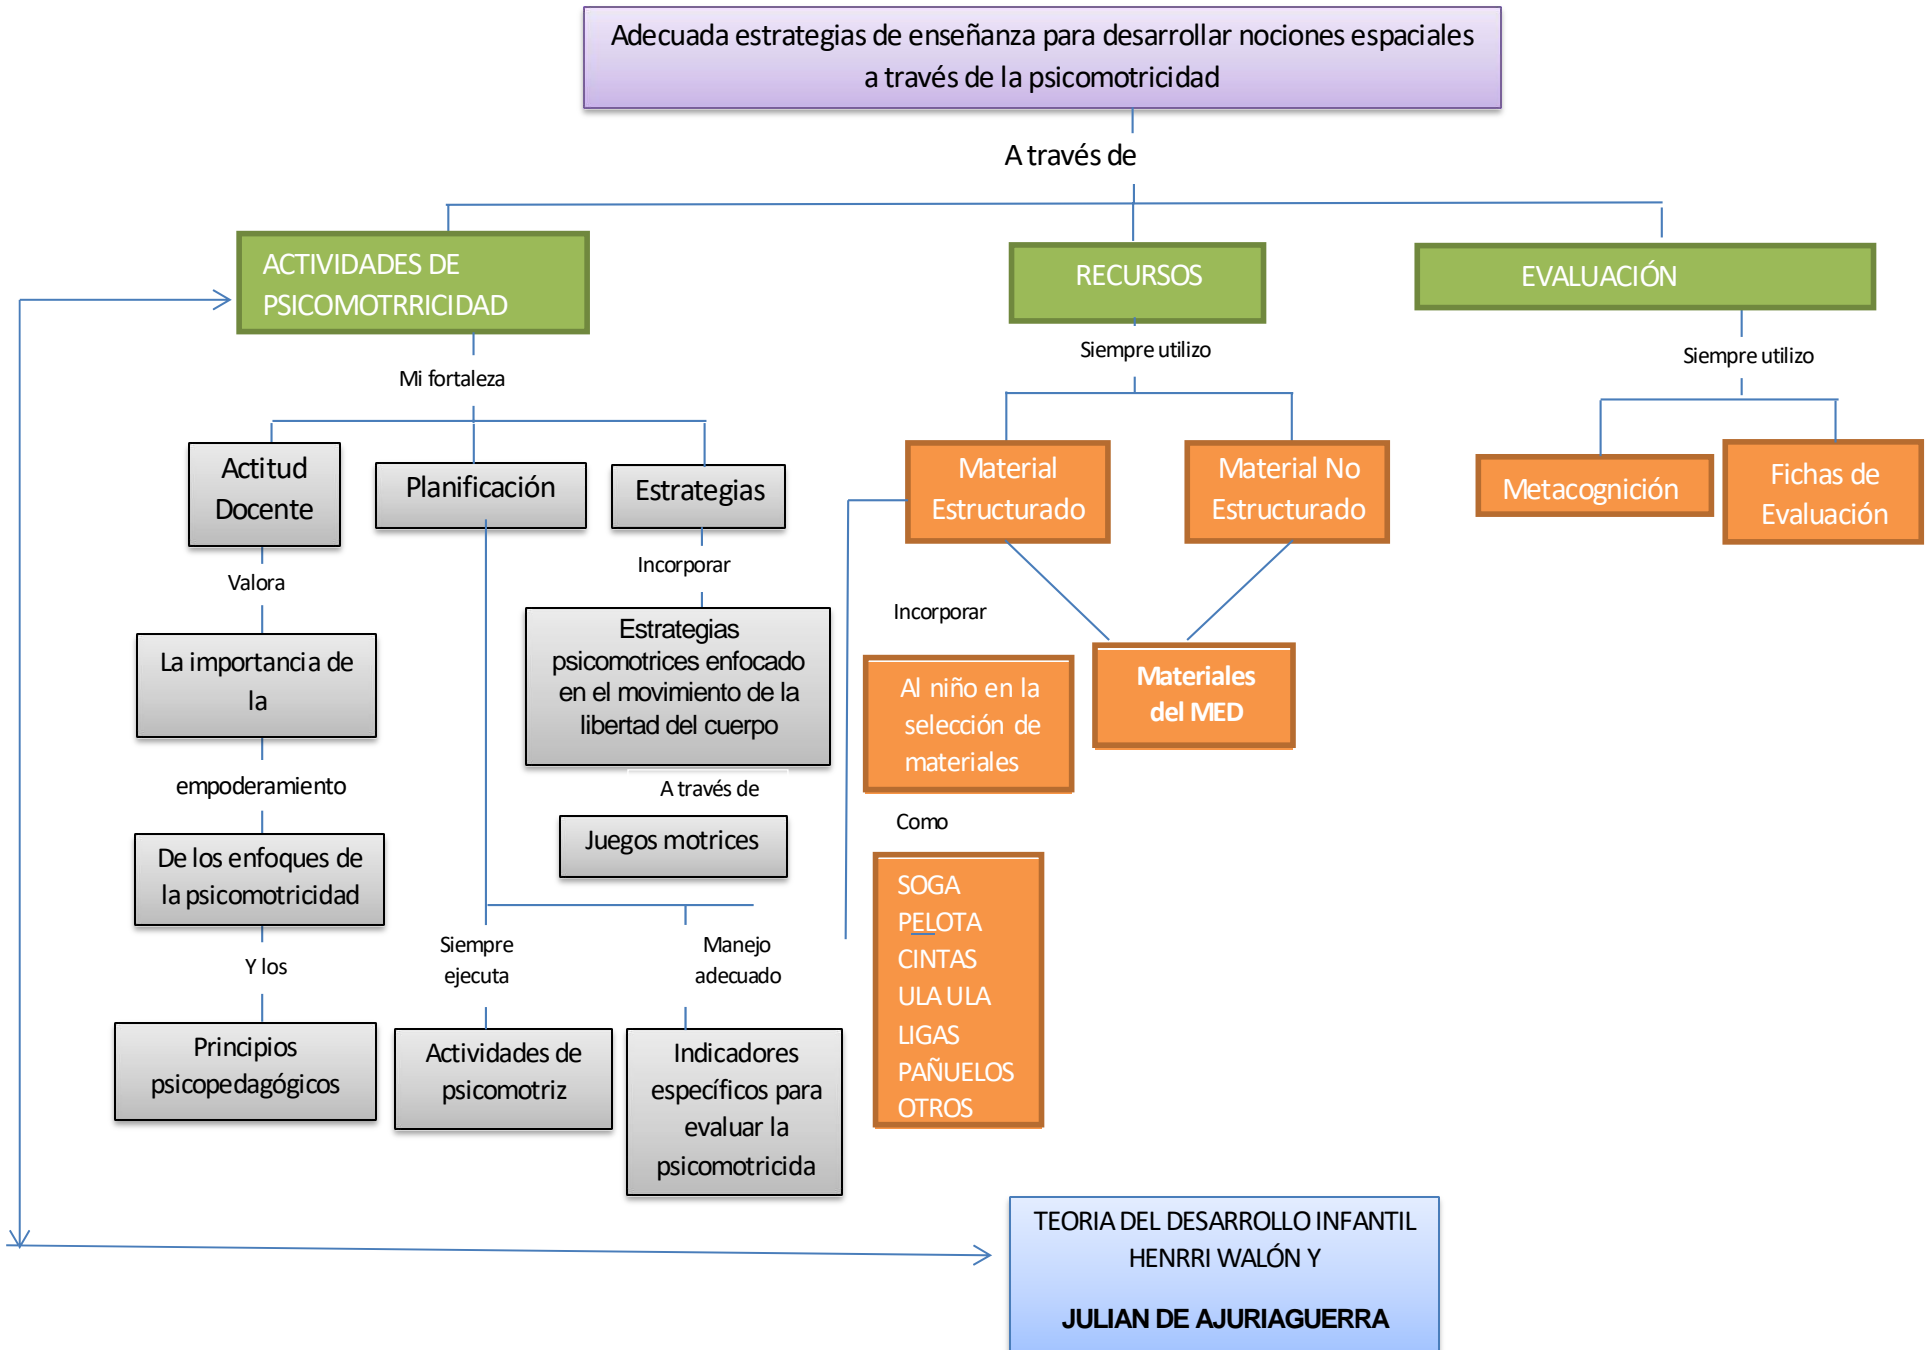 Adecuada estrategias de enseñanza para desarrollar nociones espaciales
a través de la psicomotricidad
A través de
ACTIVIDADES DE
PSICOMOTRRICIDAD
RECURSOS
EVALUACIÓN
Mi fortaleza
Siempre utilizo
Siempre utilizo
Actitud
Docente
Planificación
Estrategias
Material
Estructurado
Material No
Estructurado
Metacognición
Fichas de
Evaluación
Valora
Incorporar
La importancia de
la
Estrategias
psicomotrices enfocado
en el movimiento de la
libertad del cuerpo
Incorporar
Al niño en la
selección de
materiales
Materiales
del MED
empoderamiento
A través de
Juegos motrices
Como
De los enfoques de
la psicomotricidad
SOGA
PELOTA
CINTAS
ULA ULA
LIGAS
PAÑUELOS
OTROS
Y los
Siempre
ejecuta
Manejo
adecuado
Principios
psicopedagógicos
Actividades de
psicomotriz
Indicadores
específicos para
evaluar la
psicomotricida
TEORIA DEL DESARROLLO INFANTIL
HENRRI WALÓN Y
JULIAN DE AJURIAGUERRA